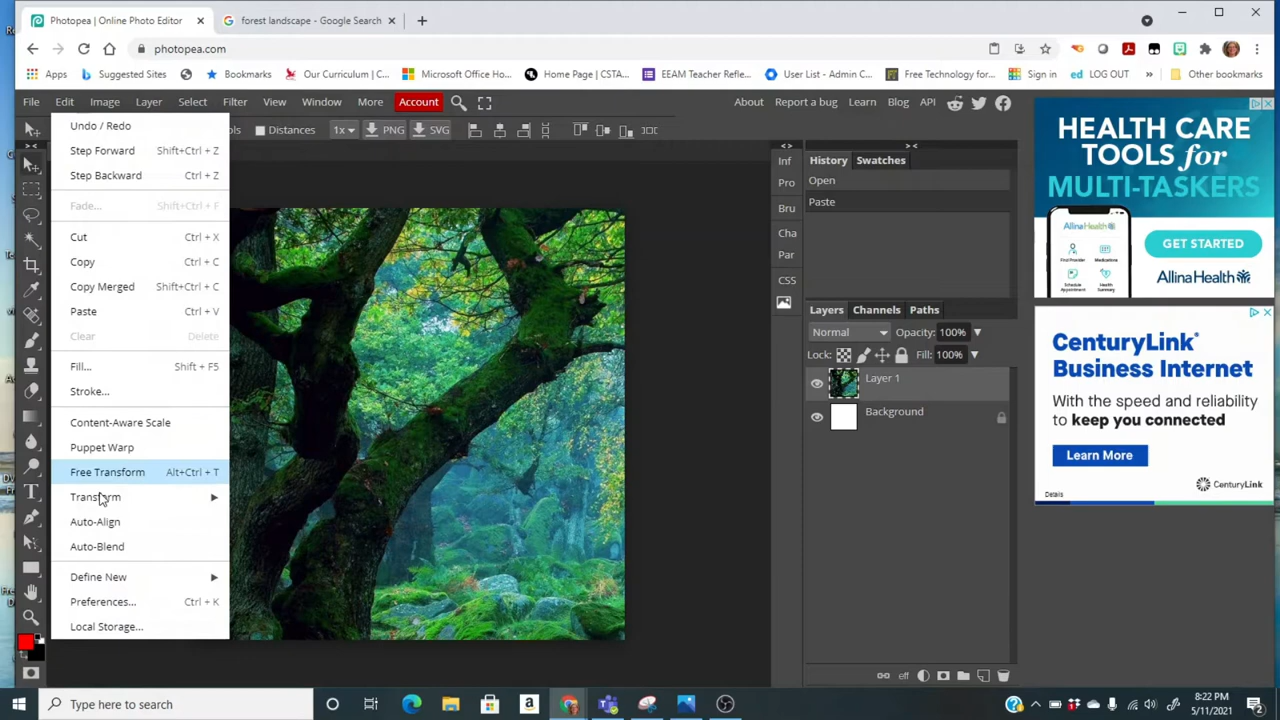 Photopea | Online Photo Editor
forest landscape - Google Search
photopea.com
Apps
Suggested Sites
Bookmarks
Our Curriculum | C...
Microsoft Office Ho...
Home Page | CSTA...
EEAM Teacher Refle...
User List - Admin C...
Free Technology for...
Sign in
ed LOG OUT
»
Other bookmarks
File Edit Image Layer Select Filter View Window More Account
About Report a bug Learn Blog API
Distances 1x PNG SVG
Undo / Redo
Step Forward Shift+Ctrl + Z
Step Backward Ctrl + Z
Fade... Shift+Ctrl + F
Cut Ctrl + X
Copy Ctrl + C
Copy Merged Shift+Ctrl + C
Paste Ctrl + V
Clear Delete
Fill... Shift + F5
Stroke...
Content-Aware Scale
Puppet Warp
Free Transform Alt+Ctrl + T
Transform
Auto-Align
Auto-Blend
Define New
Preferences... Ctrl + K
Local Storage...
Inf
Pro
Bru
Cha
Par
CSS
History Swatches
Open
Paste
Layers Channels Paths
Normal Opacity: 100%
Lock: Fill: 100%
Layer 1
Background
eff
HEALTH CARE
TOOLS for
MULTI-TASKERS
AllinaHealth
GET STARTED
AllinaHealth
CenturyLink®
Business Internet
With the speed and reliability
to keep you connected
Learn More
CenturyLink®
Details
Type here to search
8:22 PM
5/11/2021
2